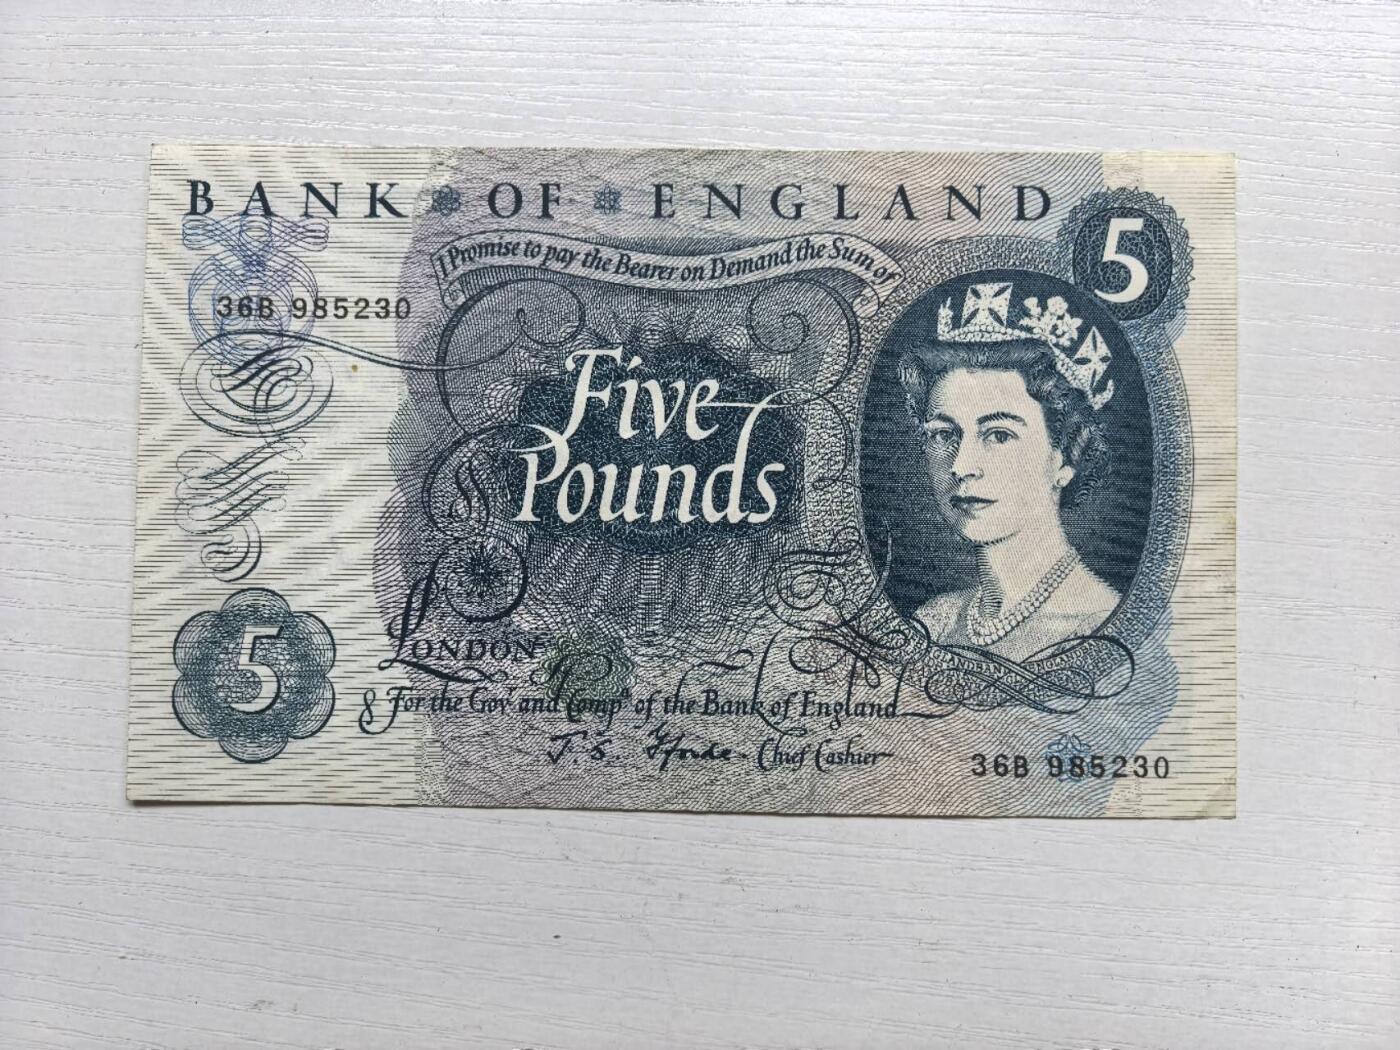 BANK OF ENGLAND
5
I Promise to pay the Bearer on Demand the Sum of
36B 985230
Five
Pounds
LONDON
5
For the Govr and Compa of the Bank of England
J. S. Fforde Chief Cashier
36B 985230